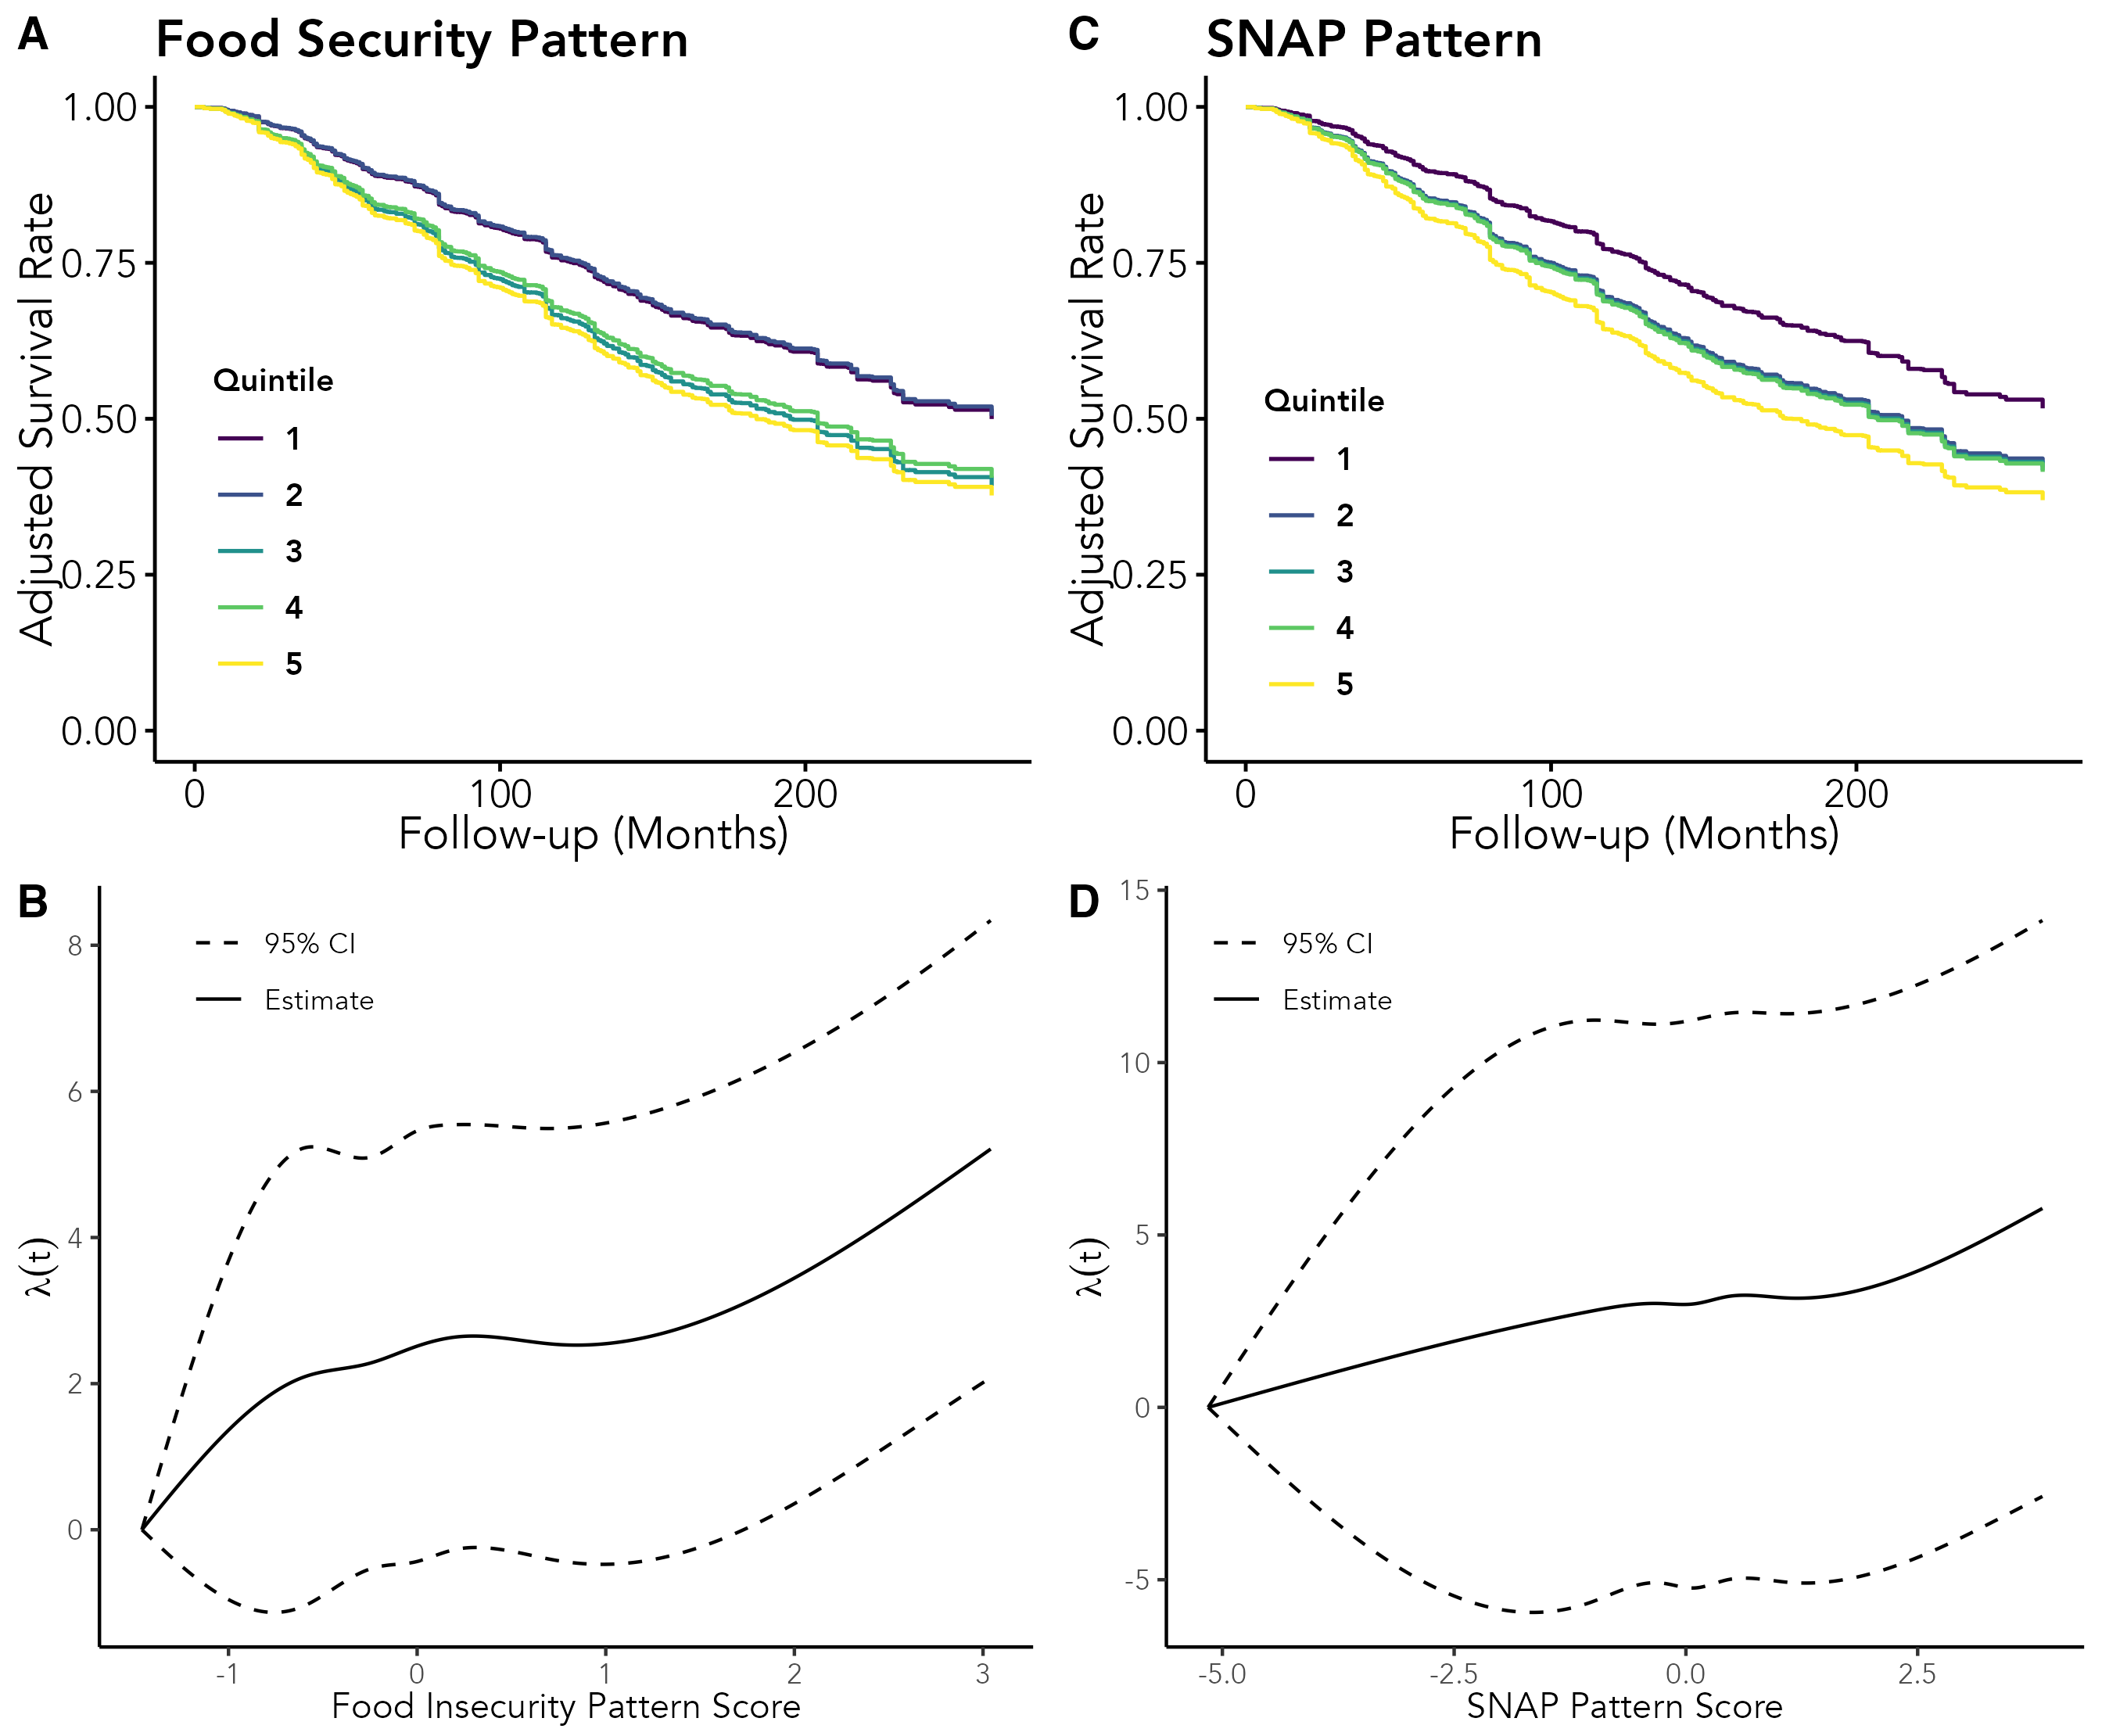 A
Food Security Pattern
1.00
0.75
0.50
0.25
0.00
Adjusted Survival Rate
Quintile
1
2
3
4
5
0
100
200
Follow-up (Months)
C
SNAP Pattern
1.00
0.75
0.50
0.25
0.00
Adjusted Survival Rate
Quintile
1
2
3
4
5
0
100
200
Follow-up (Months)
B
8
6
4
2
0
λ(t)
95% CI
Estimate
-1
0
1
2
3
Food Insecurity Pattern Score
D
15
10
5
0
-5
λ(t)
95% CI
Estimate
-5.0
-2.5
0.0
2.5
SNAP Pattern Score